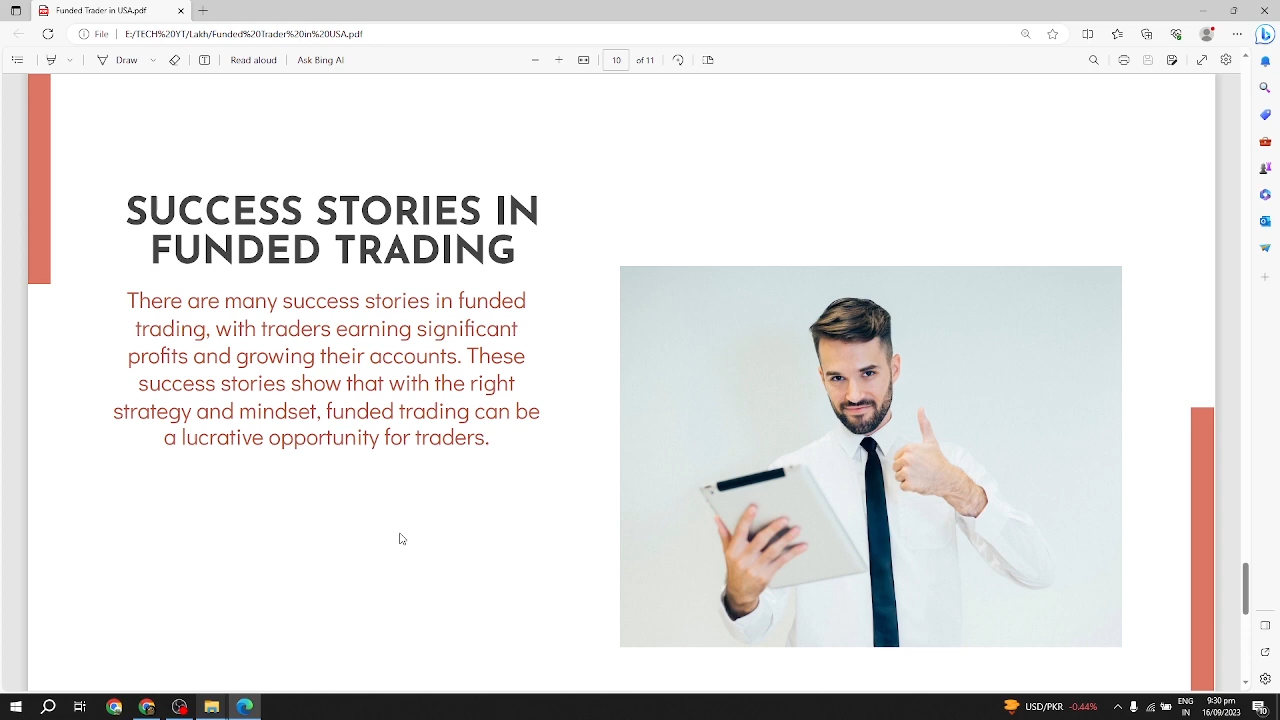 Funded Trader in USA.pdf
File
E:/TECH%20YT/Lakh/Funded%20Trader%20in%20USA.pdf
Draw
Read aloud
Ask Bing AI
10
of 11
SUCCESS STORIES IN
FUNDED TRADING
There are many success stories in funded
trading, with traders earning significant
profits and growing their accounts. These
success stories show that with the right
strategy and mindset, funded trading can be
a lucrative opportunity for traders.
USD/PKR -0.44%
ENG
IN
9:30 pm
16/09/2023